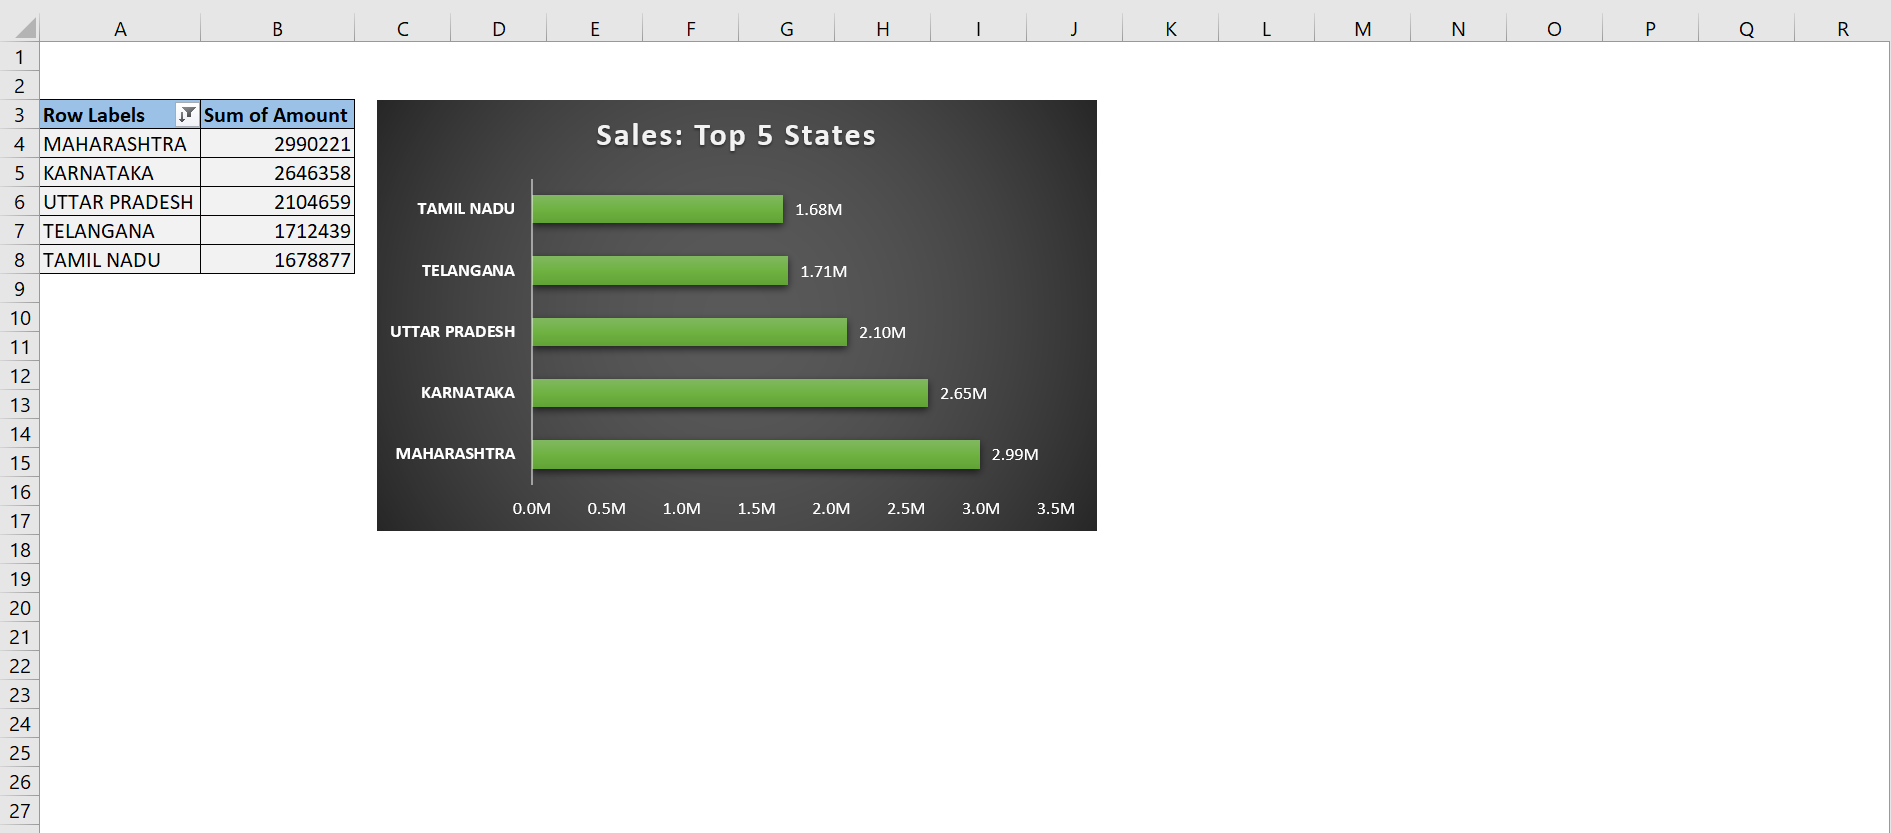 A B C D E F G H I J K L M N O P Q R
1
2
3 Row Labels Sum of Amount
4 MAHARASHTRA 2990221
5 KARNATAKA 2646358
6 UTTAR PRADESH 2104659
7 TELANGANA 1712439
8 TAMIL NADU 1678877
9
10
11
12
13
14
15
16
17
18
19
20
21
22
23
24
25
26
27
Sales: Top 5 States
TAMIL NADU 1.68M
TELANGANA 1.71M
UTTAR PRADESH 2.10M
KARNATAKA 2.65M
MAHARASHTRA 2.99M
0.0M 0.5M 1.0M 1.5M 2.0M 2.5M 3.0M 3.5M